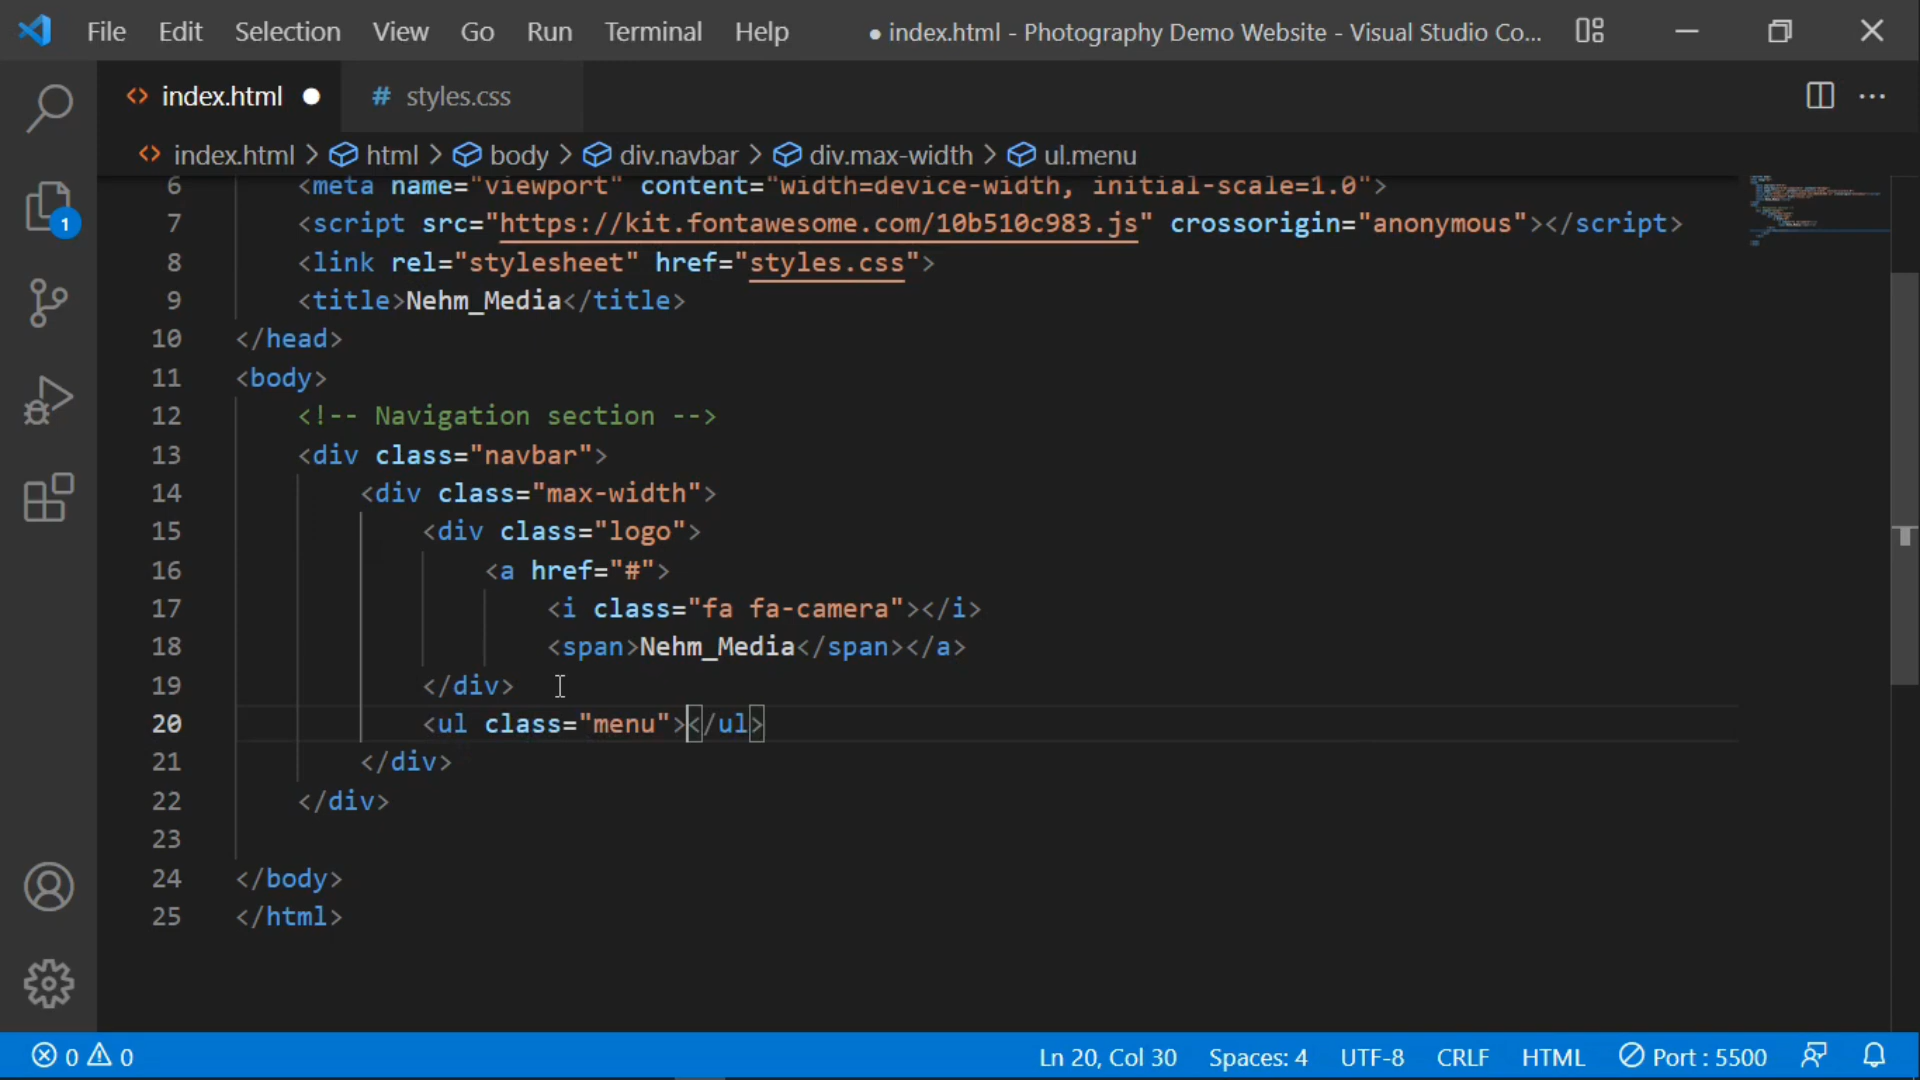 File Edit Selection View Go Run Terminal Help ● index.html - Photography Demo Website - Visual Studio Co...
<> index.html ● # styles.css ...
<> index.html > html > body > div.navbar > div.max-width > ul.menu
6 <meta name="viewport" content="width=device-width, initial-scale=1.0">
7 <script src="https://kit.fontawesome.com/10b510c983.js" crossorigin="anonymous"></script>
8 <link rel="stylesheet" href="styles.css">
9 <title>Nehm_Media</title>
10 </head>
11 <body>
12 <!-- Navigation section -->
13 <div class="navbar">
14 <div class="max-width">
15 <div class="logo">
16 <a href="#">
17 <i class="fa fa-camera"></i>
18 <span>Nehm_Media</span></a>
19 </div>
20 <ul class="menu"></ul>
21 </div>
22 </div>
23
24 </body>
25 </html>
1
0 0 Ln 20, Col 30 Spaces: 4 UTF-8 CRLF HTML Port : 5500